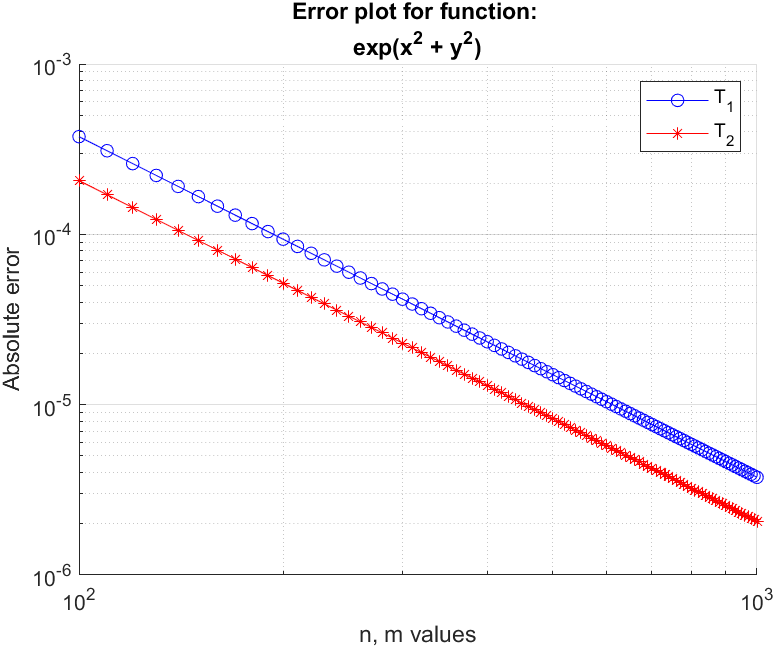 Error plot for function:
exp(x² + y²)
10⁻³
10⁻⁴
10⁻⁵
10⁻⁶
Absolute error
T₁
T₂
10²
10³
n, m values